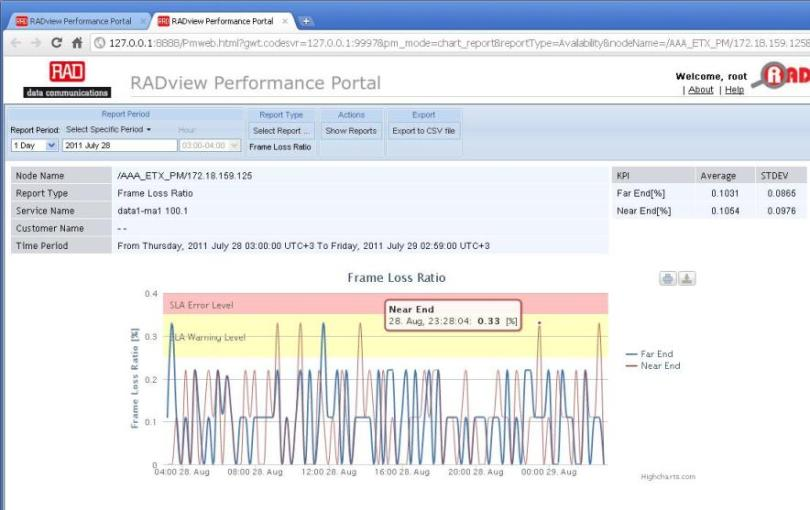 RAD RADview Performance Portal × RAD RADview Performance Portal ×
127.0.0.1:8888/Pmweb.html?gwt.codesvr=127.0.0.1:9997&pm_mode=chart_report&reportType=Avalability&nodeName=/AAA_ETX_PM/172.18.159.125&
RAD
data communications
RADview Performance Portal
Welcome, root
| About | Help
RAD
Report Period
Report Type
Actions
Export
Report Period: Select Specific Period
Hour:
Select Report ...
Show Reports
Export to CSV file
1 Day
2011 July 28
03:00-04:00
Frame Loss Ratio
Node Name /AAA_ETX_PM/172.18.159.125
Report Type Frame Loss Ratio
Service Name data1-ma1 100.1
Customer Name --
Time Period From Thursday, 2011 July 28 03:00:00 UTC+3 To Friday, 2011 July 29 02:59:00 UTC+3
KPI Average STDEV
Far End[%] 0.1031 0.0865
Near End[%] 0.1054 0.0976
Frame Loss Ratio
0.4
SLA Error Level
Near End
28. Aug, 23:28:04: 0.33 [%]
0.3
SLA Warning Level
Frame Loss Ratio [%]
0.2
0.1
0
Far End
Near End
04:00 28. Aug 08:00 28. Aug 12:00 28. Aug 16:00 28. Aug 20:00 28. Aug 00:00 29. Aug
Highcharts.com